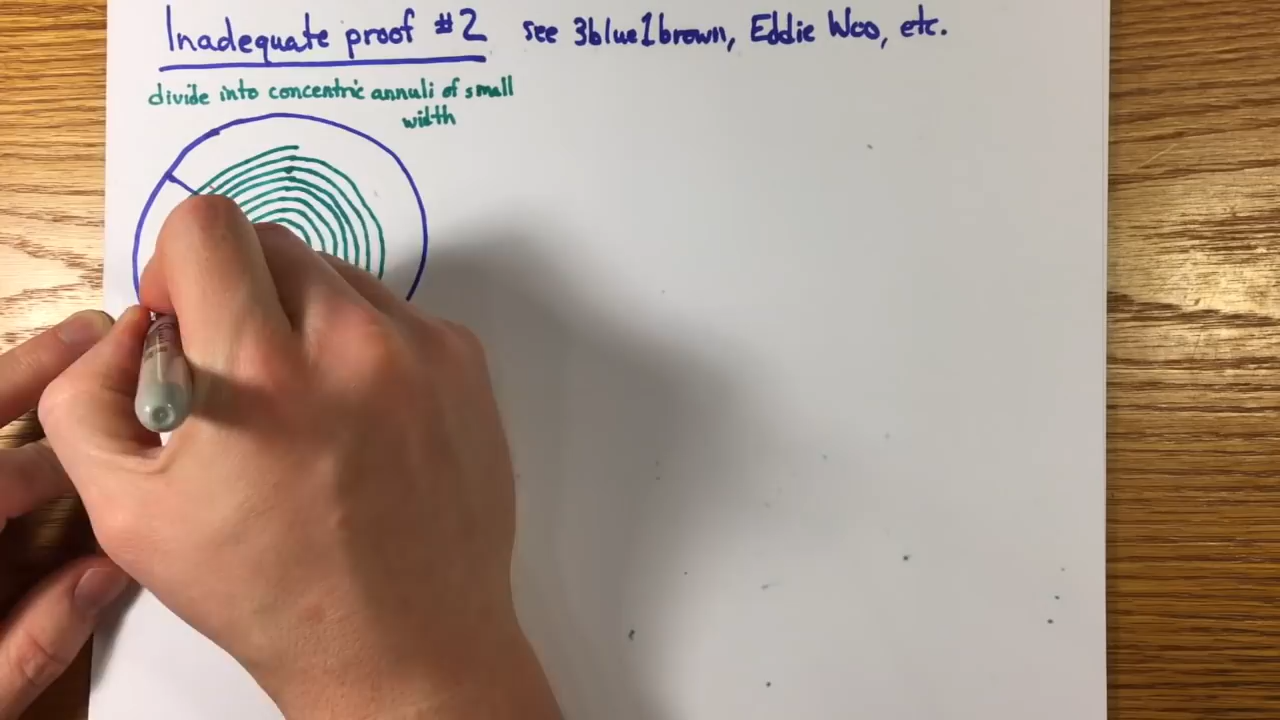 Inadequate proof #2 see 3blue1brown, Eddie Woo, etc.
divide into concentric annuli of small
width